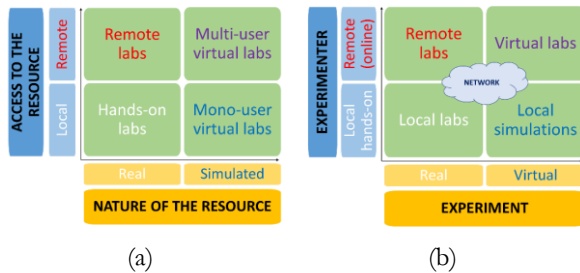 ACCESS TO THE
RESOURCE
Remote
Local
Remote
labs
Multi-user
virtual labs
Hands-on
labs
Mono-user
virtual labs
Real
Simulated
NATURE OF THE RESOURCE
(a)
EXPERIMENTER
Remote
(online)
Local
hands-on
Remote labs
Virtual labs
NETWORK
Local labs
Local
simulations
Real
Virtual
EXPERIMENT
(b)